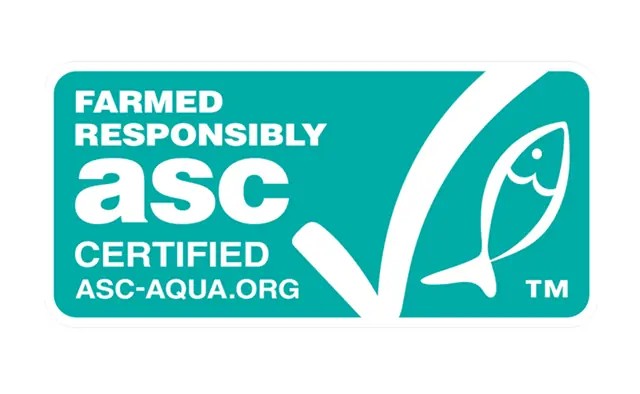 FARMED
RESPONSIBLY
asc
CERTIFIED
ASC-AQUA.ORG
TM